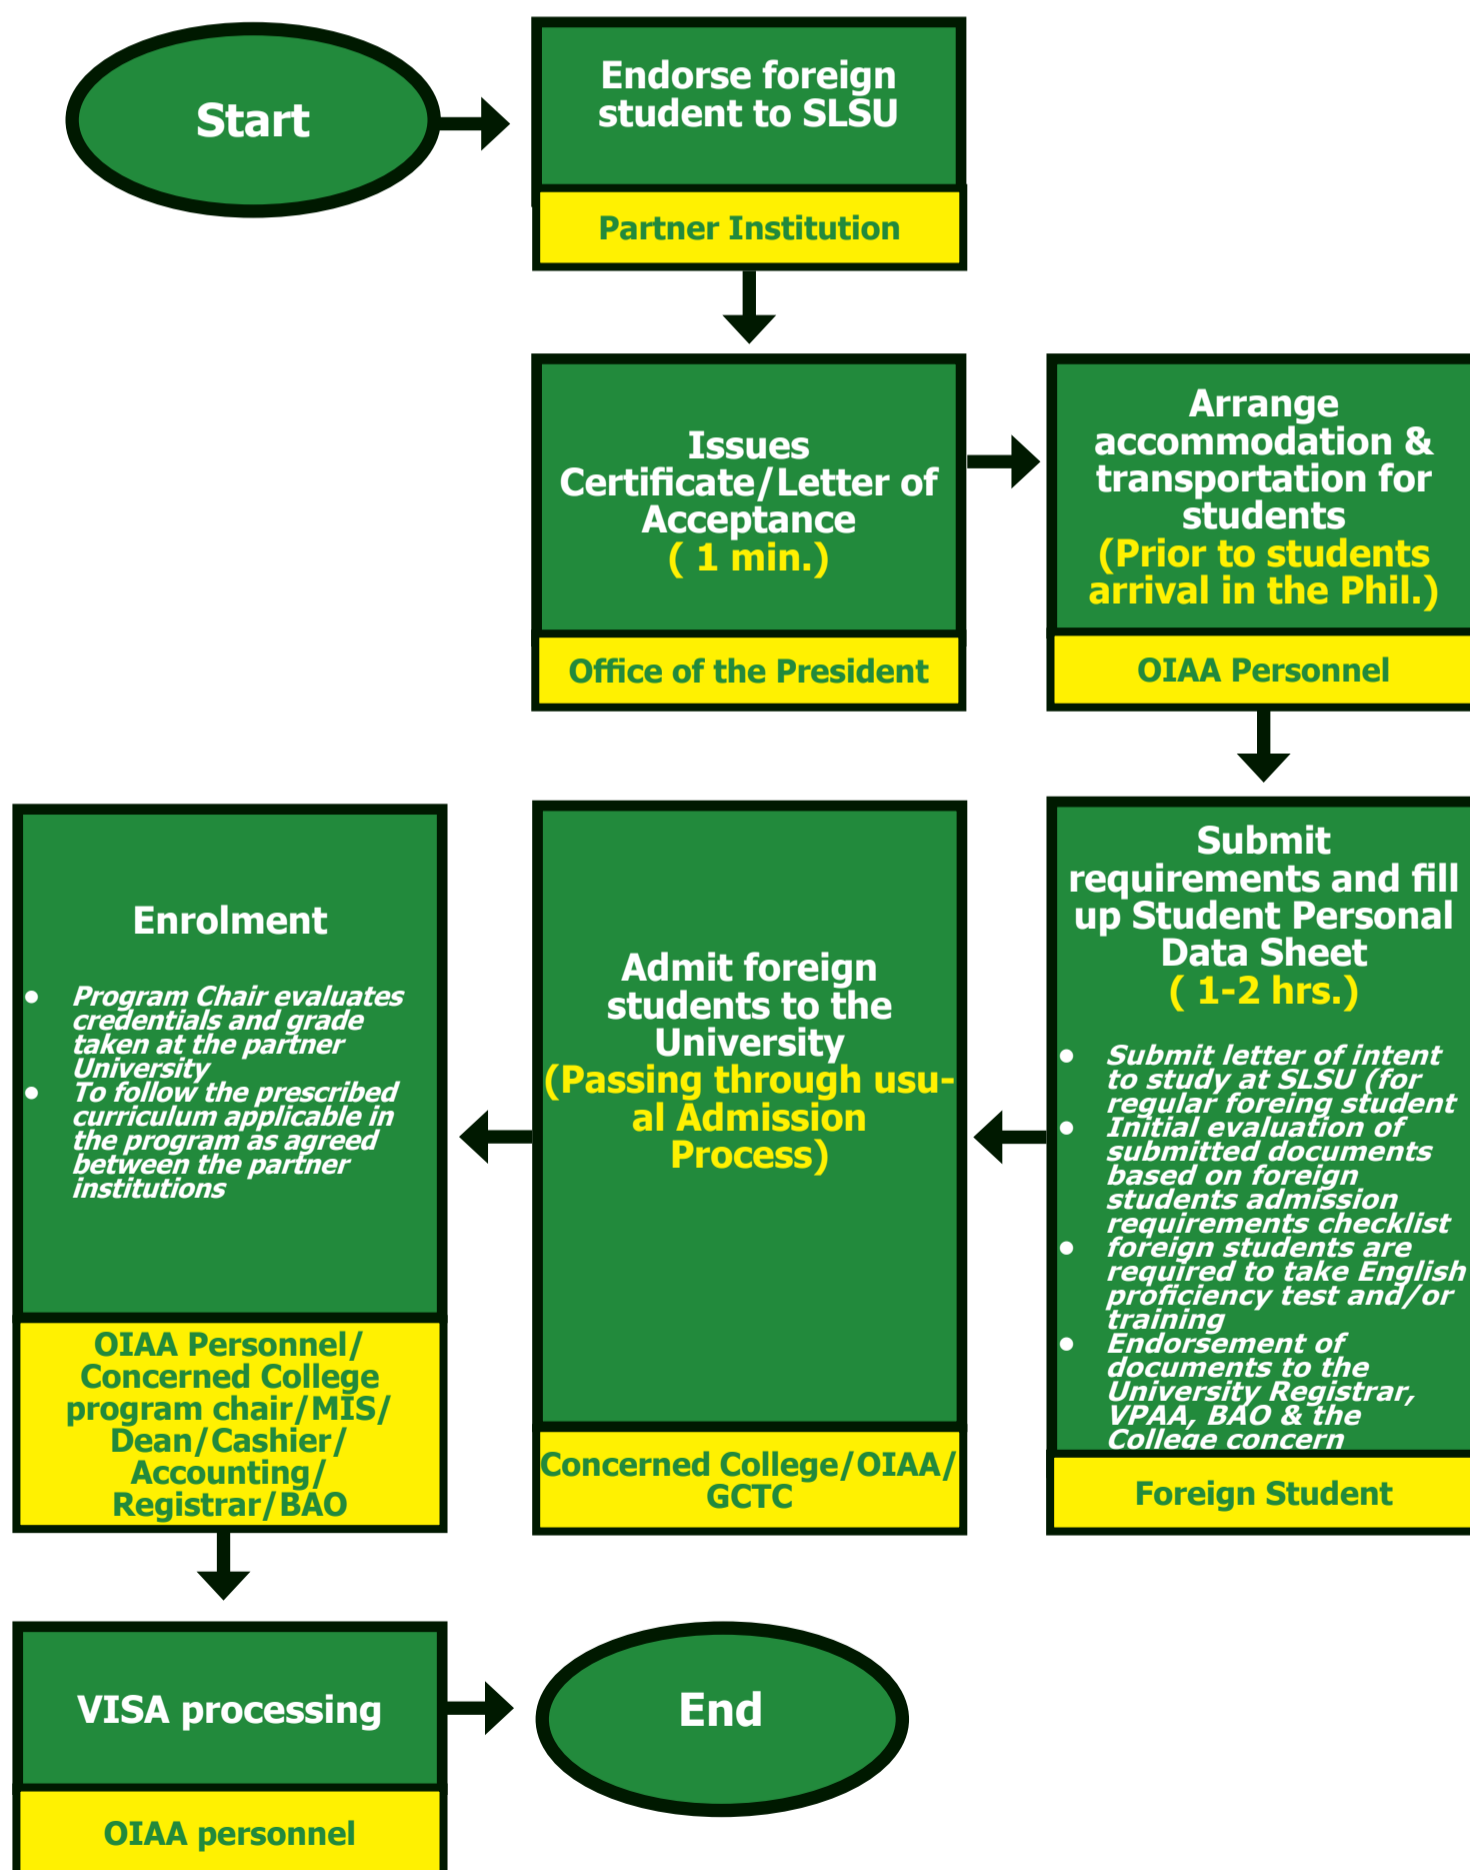 Start
Endorse foreign
student to SLSU
Partner Institution
Issues
Certificate/Letter of
Acceptance
( 1 min.)
Office of the President
Arrange
accommodation &
transportation for
students
(Prior to students
arrival in the Phil.)
OIAA Personnel
Submit
requirements and fill
up Student Personal
Data Sheet
( 1-2 hrs.)
• Submit letter of intent
to study at SLSU (for
regular foreing student
• Initial evaluation of
submitted documents
based on foreign
students admission
requirements checklist
• foreign students are
required to take English
proficiency test and/or
training
• Endorsement of
documents to the
University Registrar,
VPAA, BAO & the
College concern
Foreign Student
Admit foreign
students to the
University
(Passing through usu-
al Admission
Process)
Concerned College/OIAA/
GCTC
Enrolment
• Program Chair evaluates
credentials and grade
taken at the partner
University
• To follow the prescribed
curriculum applicable in
the program as agreed
between the partner
institutions
OIAA Personnel/
Concerned College
program chair/MIS/
Dean/Cashier/
Accounting/
Registrar/BAO
VISA processing
OIAA personnel
End